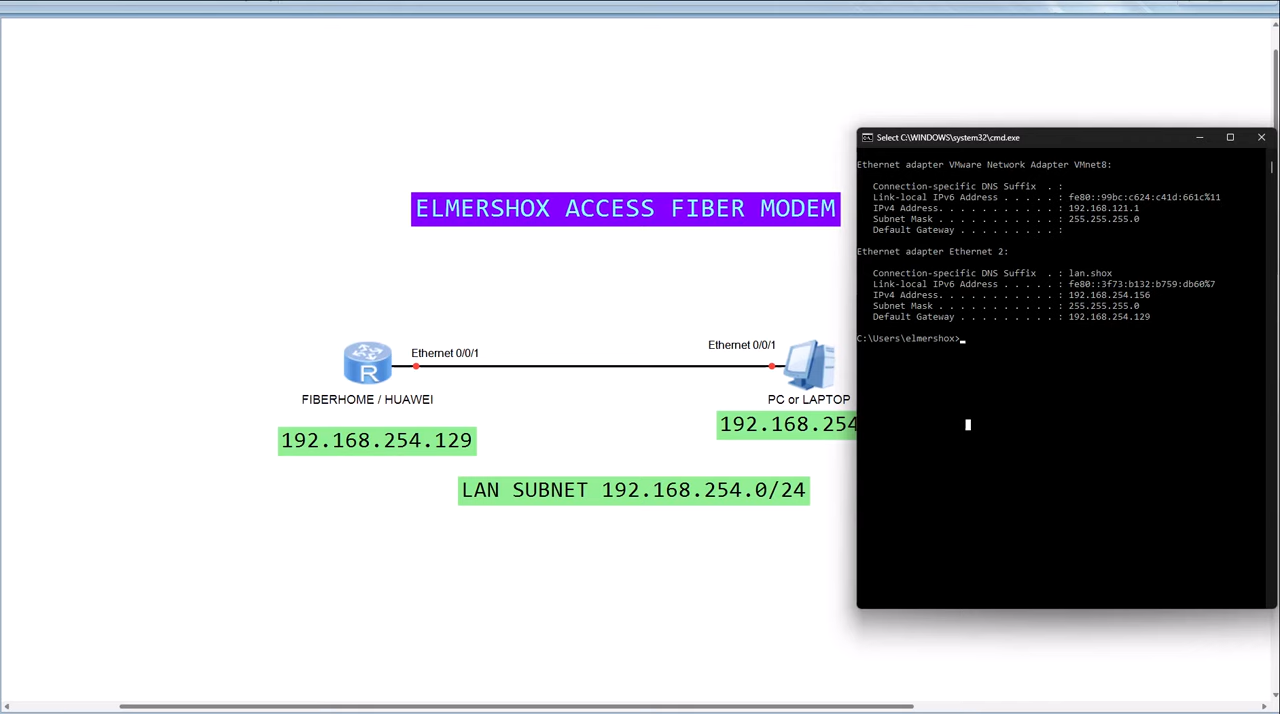 ELMERSHOX ACCESS FIBER MODEM
Ethernet 0/0/1
Ethernet 0/0/1
FIBERHOME / HUAWEI
PC or LAPTOP
192.168.254.129
192.168.254
LAN SUBNET 192.168.254.0/24
R
Select C:\WINDOWS\system32\cmd.exe
Ethernet adapter VMware Network Adapter VMnet8:
Connection-specific DNS Suffix . :
Link-local IPv6 Address . . . . . : fe80::99bc:c624:c41d:661c%11
IPv4 Address. . . . . . . . . . . : 192.168.121.1
Subnet Mask . . . . . . . . . . . : 255.255.255.0
Default Gateway . . . . . . . . . :
Ethernet adapter Ethernet 2:
Connection-specific DNS Suffix . : lan.shox
Link-local IPv6 Address . . . . . : fe80::3f73:b132:b759:db60%7
IPv4 Address. . . . . . . . . . . : 192.168.254.156
Subnet Mask . . . . . . . . . . . : 255.255.255.0
Default Gateway . . . . . . . . . : 192.168.254.129
C:\Users\elmershox>